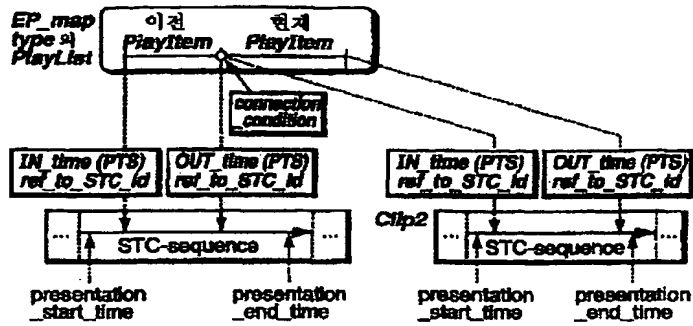 EP_map
type 의
PlayList
이전 현재
PlayItem PlayItem
connection
_condition
IN_time (PTS) OUT_time (PTS) IN_time (PTS) OUT_time (PTS)
ref_to_STC_id ref_to_STC_id ref_to_STC_id ref_to_STC_id
Clip2
... STC-sequence ... ... STC-sequence ...
presentation presentation presentation presentation
_start_time _end_time _start_time _end_time